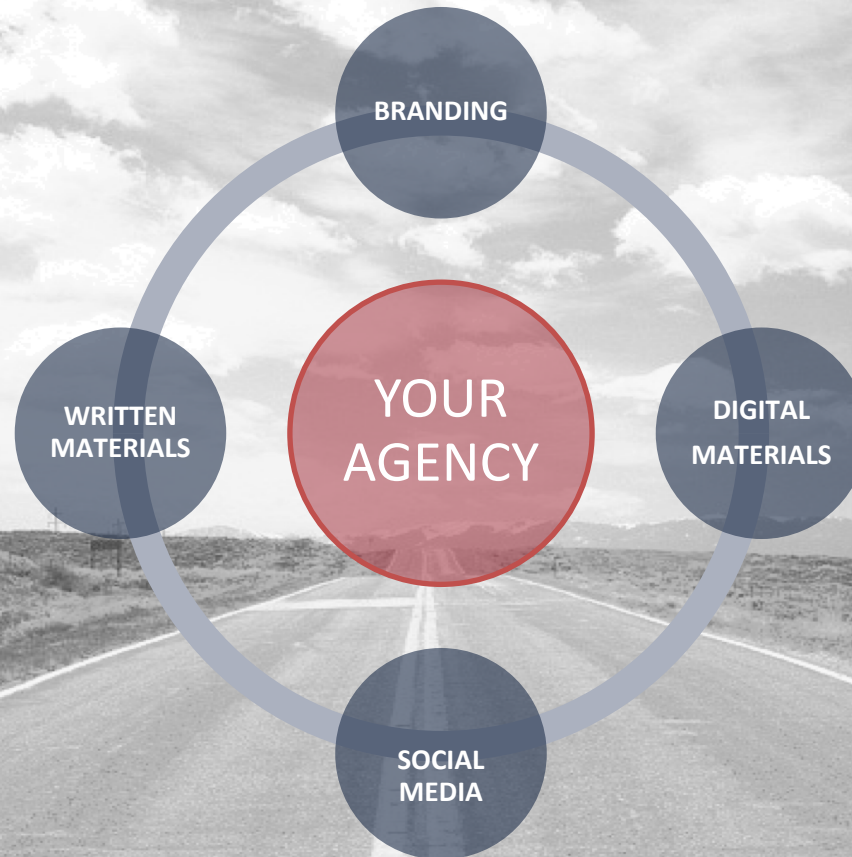 BRANDING
YOUR
AGENCY
WRITTEN
MATERIALS
DIGITAL
MATERIALS
SOCIAL
MEDIA